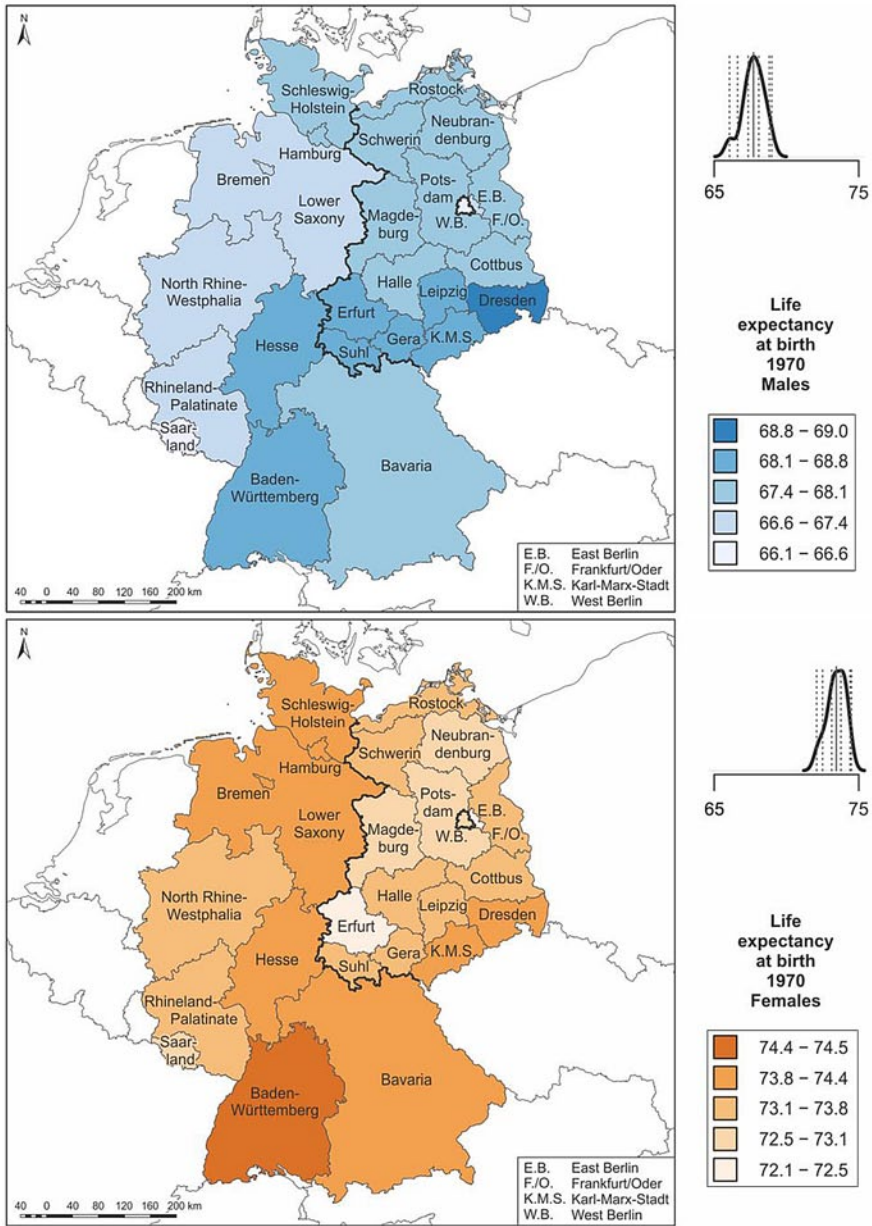 N
Schleswig-
Holstein
Rostock
Hamburg
Schwerin
Neubran-
denburg
Bremen
Lower
Saxony
Pots-
dam
E.B.
W.B.
F./O.
Magde-
burg
North Rhine-
Westphalia
Halle
Cottbus
Leipzig
Dresden
Erfurt
Hesse
Gera
K.M.S.
Suhl
Rhineland-
Palatinate
Saar-
land
Baden-
Württemberg
Bavaria
E.B. East Berlin
F./O. Frankfurt/Oder
K.M.S. Karl-Marx-Stadt
W.B. West Berlin
40 0 40 80 120 160 200 km
65 75
Life
expectancy
at birth
1970
Males
68.8 – 69.0
68.1 – 68.8
67.4 – 68.1
66.6 – 67.4
66.1 – 66.6
N
Schleswig-
Holstein
Rostock
Hamburg
Schwerin
Neubran-
denburg
Bremen
Lower
Saxony
Pots-
dam
E.B.
W.B.
F./O.
Magde-
burg
North Rhine-
Westphalia
Halle
Cottbus
Leipzig
Dresden
Erfurt
Hesse
Gera
K.M.S.
Suhl
Rhineland-
Palatinate
Saar-
land
Baden-
Württemberg
Bavaria
E.B. East Berlin
F./O. Frankfurt/Oder
K.M.S. Karl-Marx-Stadt
W.B. West Berlin
40 0 40 80 120 160 200 km
65 75
Life
expectancy
at birth
1970
Females
74.4 – 74.5
73.8 – 74.4
73.1 – 73.8
72.5 – 73.1
72.1 – 72.5